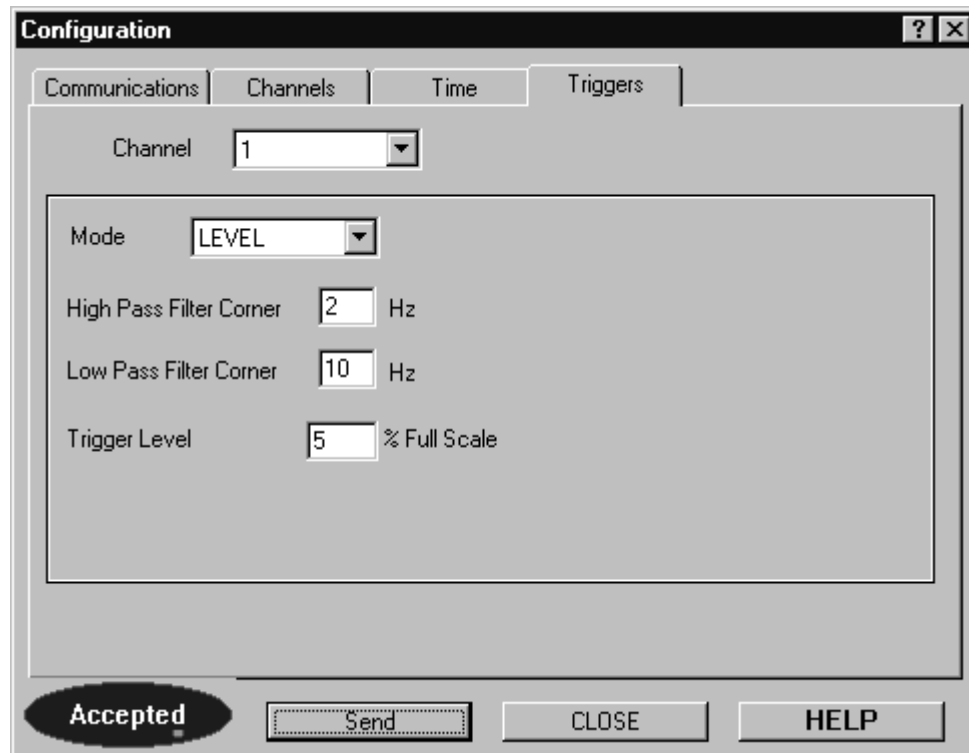 Configuration
Communications Channels Time Triggers
Channel 1
Mode LEVEL
High Pass Filter Corner 2 Hz
Low Pass Filter Corner 10 Hz
Trigger Level 5 % Full Scale
Accepted Send CLOSE HELP